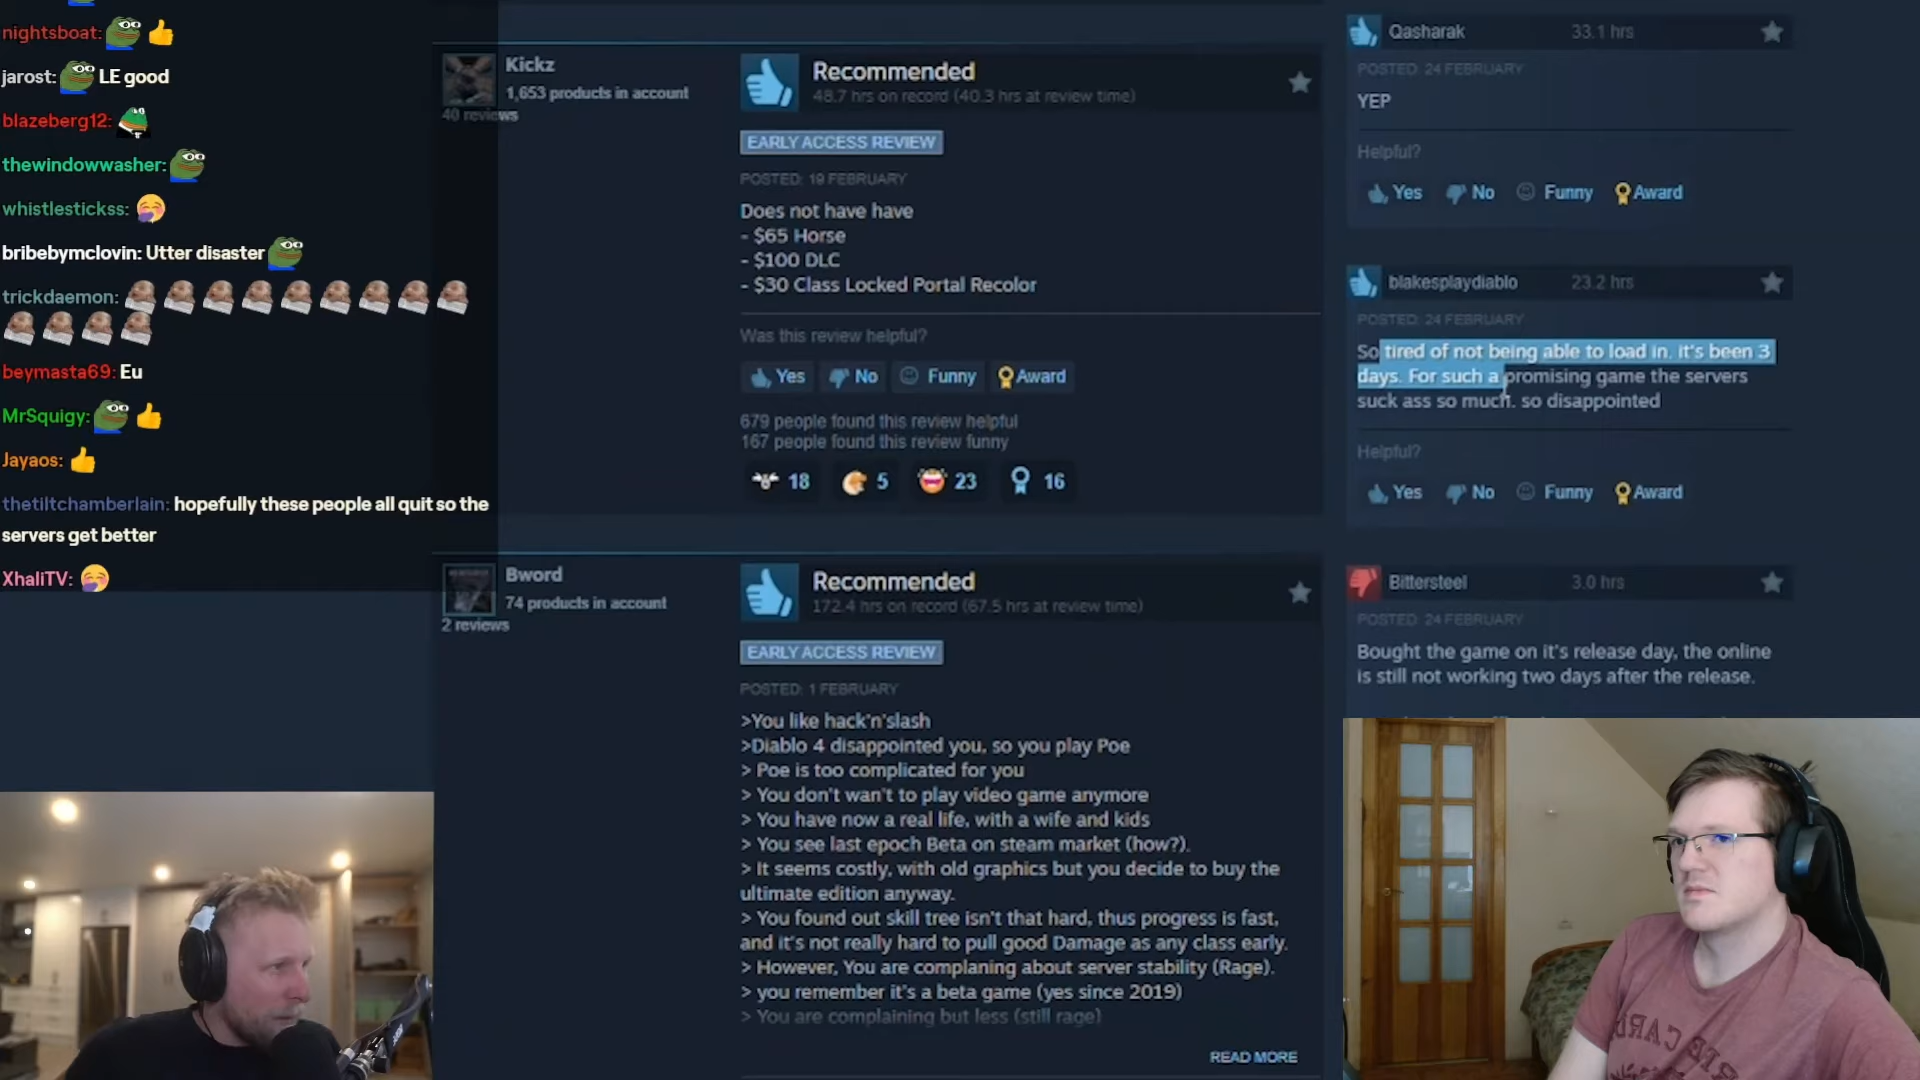 nightsboat:
jarost: LE good
blazeberg12:
thewindowwasher:
whistlestickss:
bribebymclovin: Utter disaster
trickdaemon:
beymasta69: Eu
MrSquigy:
Jayaos:
thetiltchamberlain: hopefully these people all quit so the
servers get better
XhaliTV:
Kickz
1,653 products in account
40 reviews
Recommended
48.7 hrs on record (40.3 hrs at review time)
EARLY ACCESS REVIEW
POSTED: 19 FEBRUARY
Does not have have
- $65 Horse
- $100 DLC
- $30 Class Locked Portal Recolor
Was this review helpful?
Yes No Funny Award
679 people found this review helpful
167 people found this review funny
18 5 23 16
Bword
74 products in account
2 reviews
Recommended
172.4 hrs on record (67.5 hrs at review time)
EARLY ACCESS REVIEW
POSTED: 1 FEBRUARY
>You like hack'n'slash
>Diablo 4 disappointed you, so you play Poe
> Poe is too complicated for you
> You don't wan't to play video game anymore
> You have now a real life, with a wife and kids
> You see last epoch Beta on steam market (how?).
> It seems costly, with old graphics but you decide to buy the
ultimate edition anyway.
> You found out skill tree isn't that hard, thus progress is fast,
and it's not really hard to pull good Damage as any class early.
> However, You are complaning about server stability (Rage).
> you remember it's a beta game (yes since 2019)
> You are complaining but less (still rage)
READ MORE
Qasharak 33.1 hrs
POSTED: 24 FEBRUARY
YEP
Helpful?
Yes No Funny Award
blakesplaydiablo 23.2 hrs
POSTED: 24 FEBRUARY
So tired of not being able to load in. it's been 3
days. For such a promising game the servers
suck ass so much. so disappointed
Helpful?
Yes No Funny Award
Bittersteel 3.0 hrs
POSTED: 24 FEBRUARY
Bought the game on it's release day, the online
is still not working two days after the release.